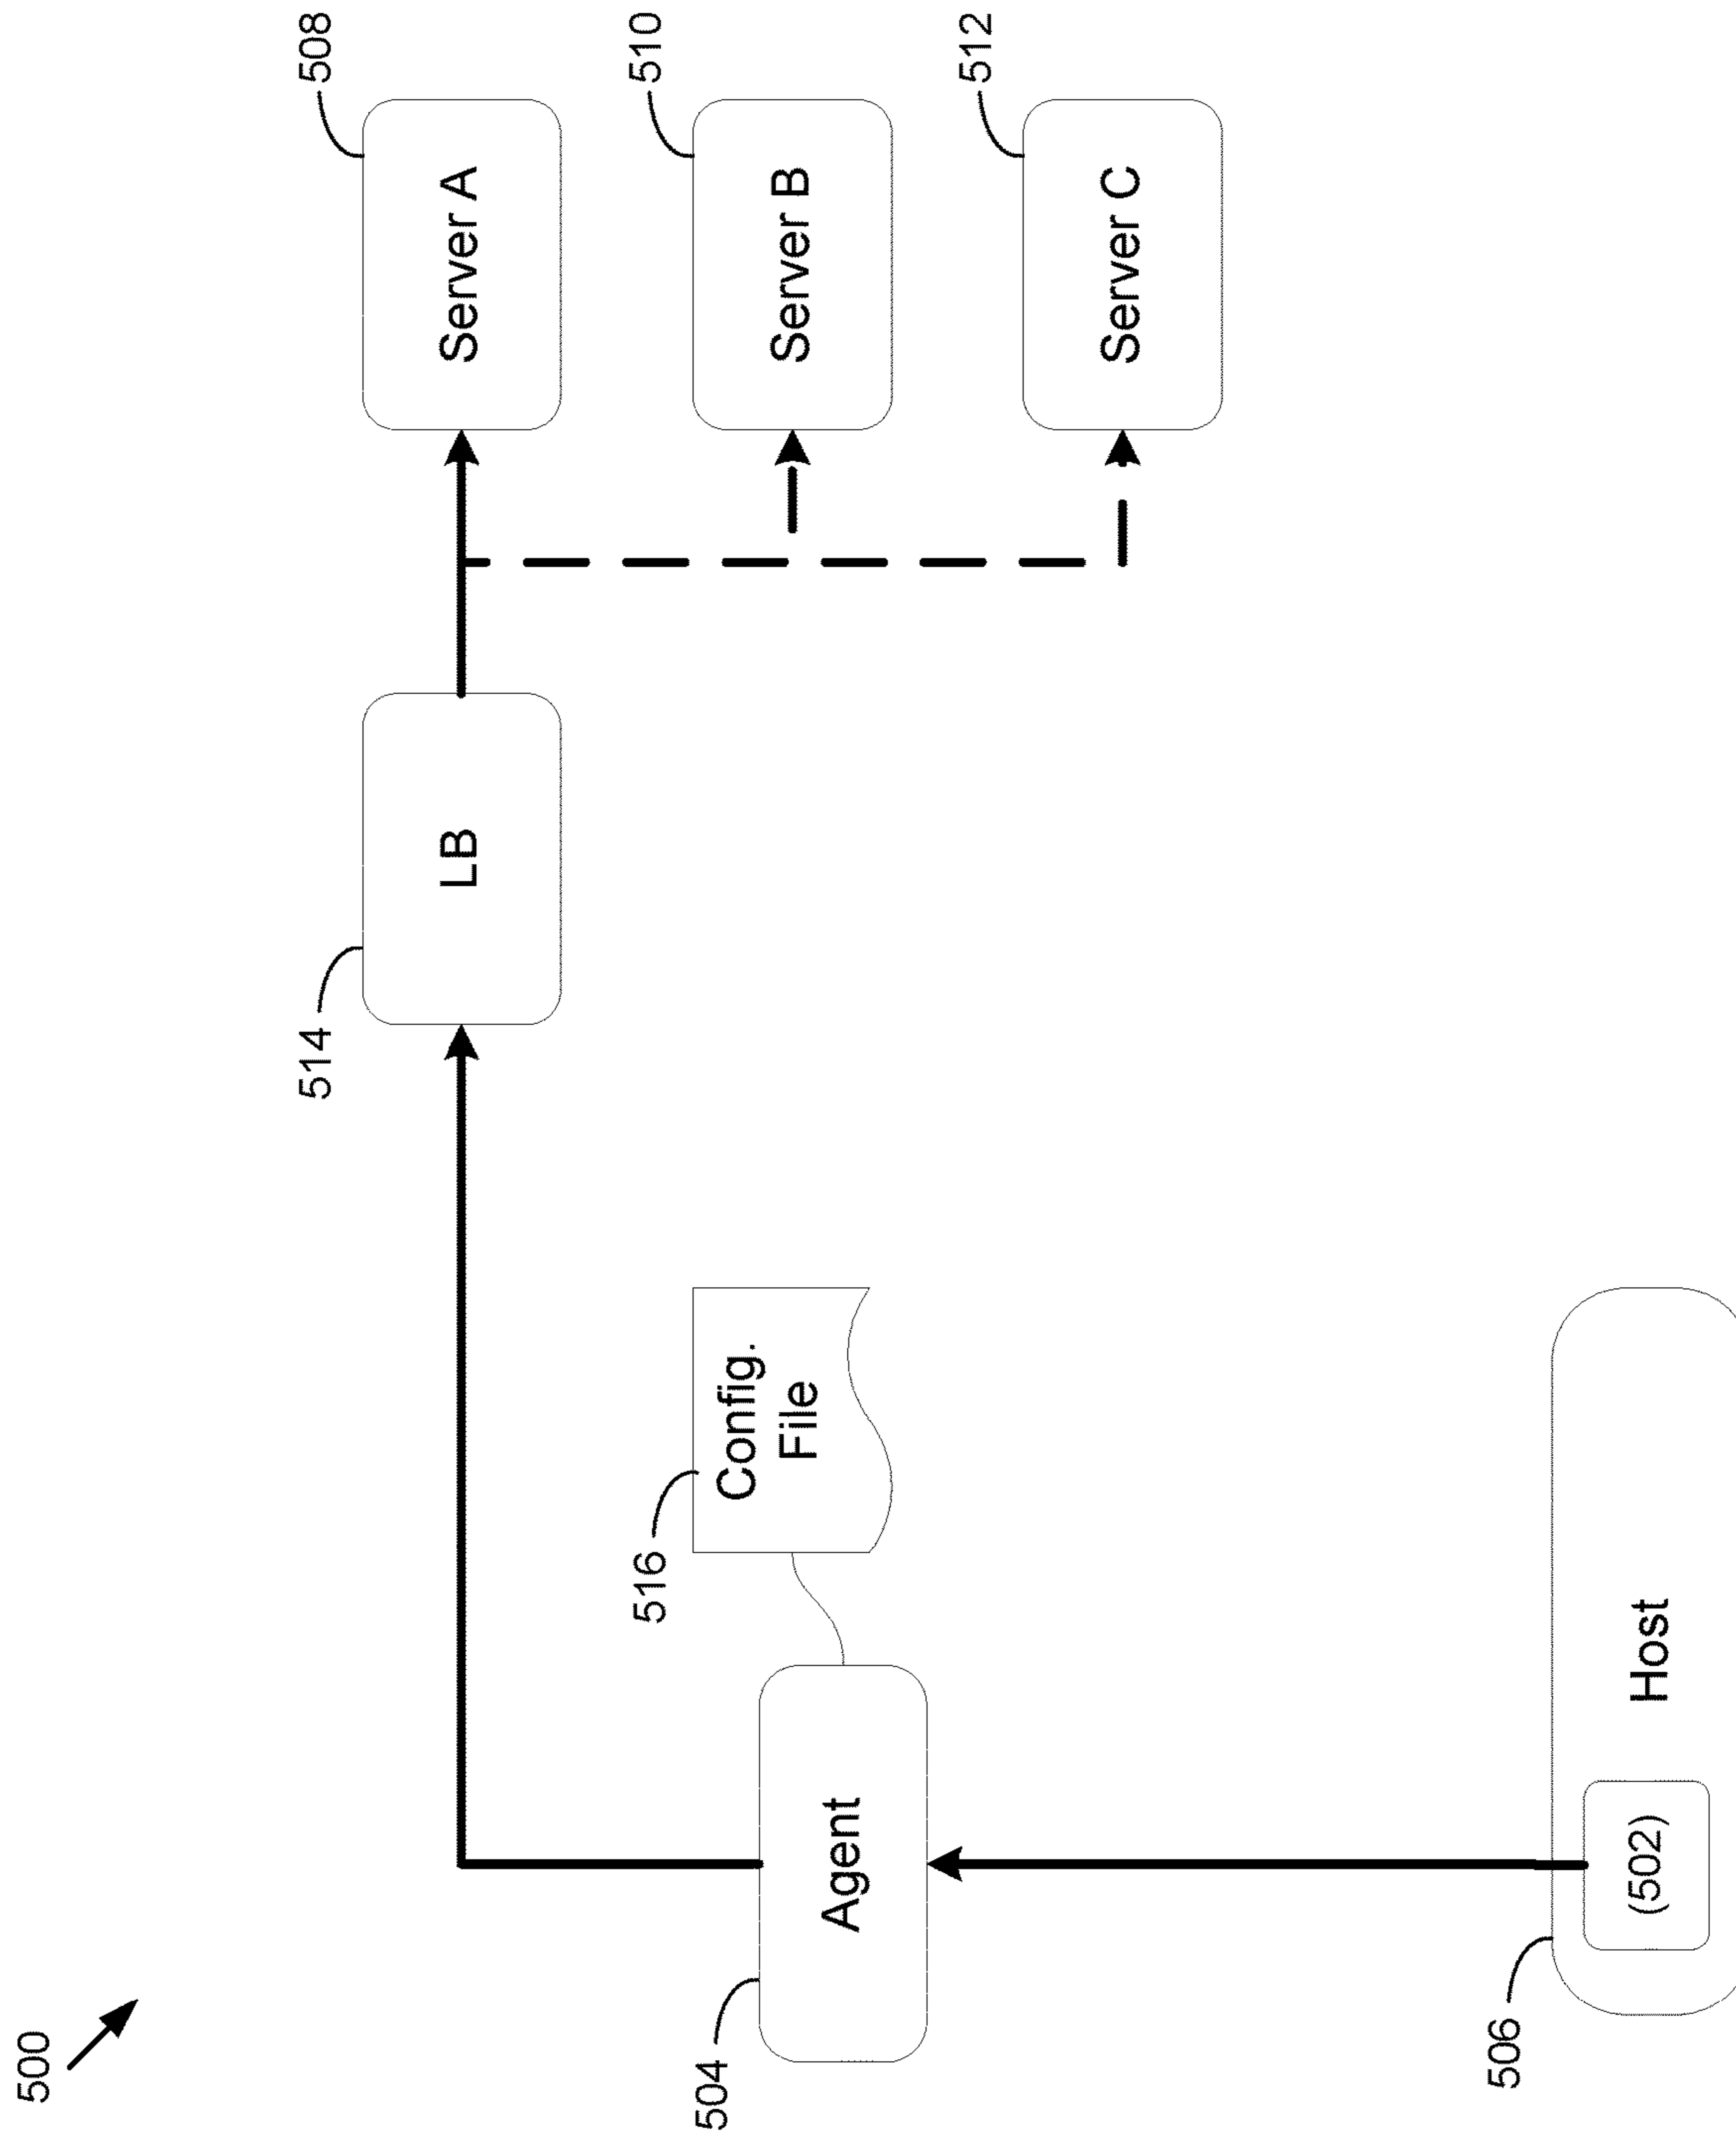 500
514
508
LB
Server A
516
510
504
Config.
File
Server B
Agent
512
Server C
506
(502)
Host